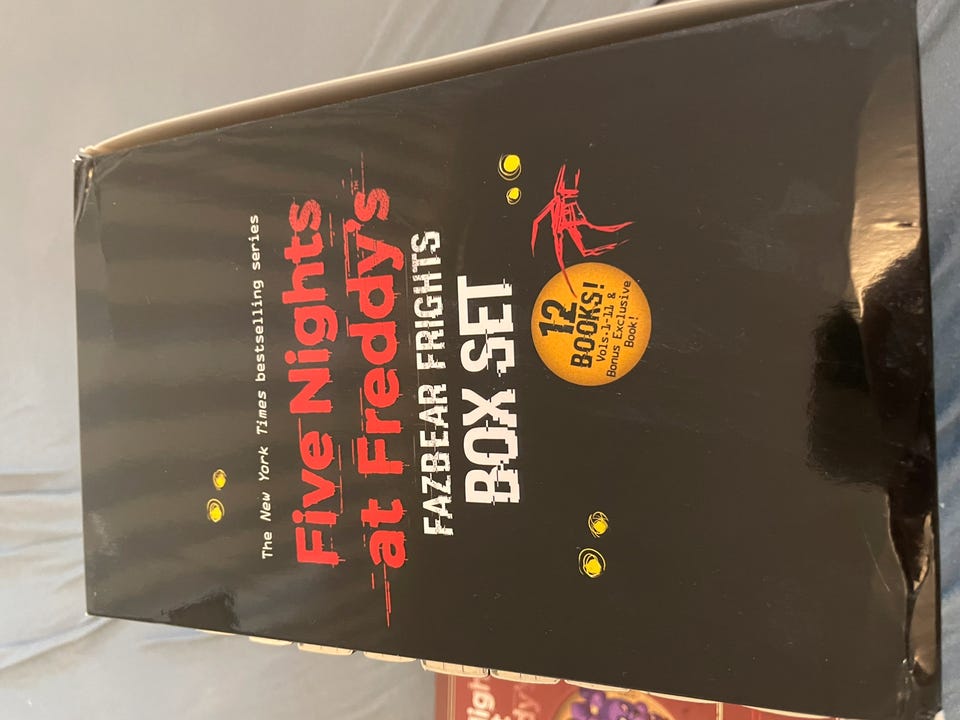 The New York Times bestselling series
Five Nights
at Freddy's™
FAZBEAR FRIGHTS
BOX SET
12
BOOKS!
Vols.1-11 &
Bonus Exclusive
Book!